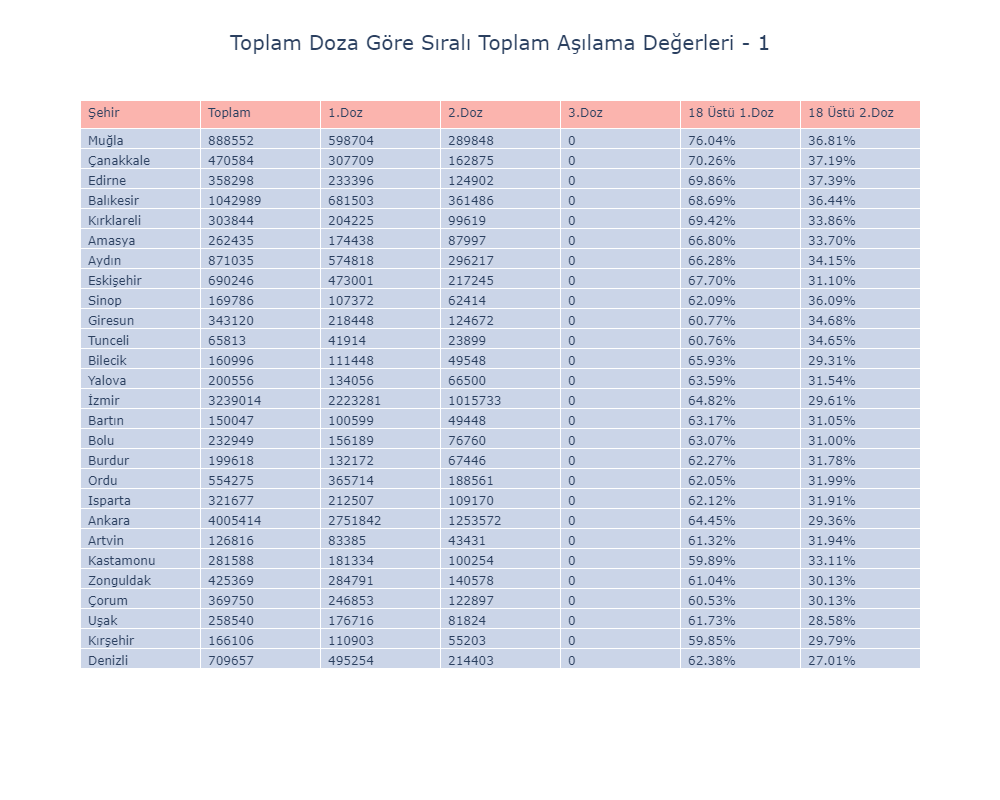 Toplam Doza Göre Sıralı Toplam Aşılama Değerleri - 1
Şehir Toplam 1.Doz 2.Doz 3.Doz 18 Üstü 1.Doz 18 Üstü 2.Doz
Muğla 888552 598704 289848 0 76.04% 36.81%
Çanakkale 470584 307709 162875 0 70.26% 37.19%
Edirne 358298 233396 124902 0 69.86% 37.39%
Balıkesir 1042989 681503 361486 0 68.69% 36.44%
Kırklareli 303844 204225 99619 0 69.42% 33.86%
Amasya 262435 174438 87997 0 66.80% 33.70%
Aydın 871035 574818 296217 0 66.28% 34.15%
Eskişehir 690246 473001 217245 0 67.70% 31.10%
Sinop 169786 107372 62414 0 62.09% 36.09%
Giresun 343120 218448 124672 0 60.77% 34.68%
Tunceli 65813 41914 23899 0 60.76% 34.65%
Bilecik 160996 111448 49548 0 65.93% 29.31%
Yalova 200556 134056 66500 0 63.59% 31.54%
İzmir 3239014 2223281 1015733 0 64.82% 29.61%
Bartın 150047 100599 49448 0 63.17% 31.05%
Bolu 232949 156189 76760 0 63.07% 31.00%
Burdur 199618 132172 67446 0 62.27% 31.78%
Ordu 554275 365714 188561 0 62.05% 31.99%
Isparta 321677 212507 109170 0 62.12% 31.91%
Ankara 4005414 2751842 1253572 0 64.45% 29.36%
Artvin 126816 83385 43431 0 61.32% 31.94%
Kastamonu 281588 181334 100254 0 59.89% 33.11%
Zonguldak 425369 284791 140578 0 61.04% 30.13%
Çorum 369750 246853 122897 0 60.53% 30.13%
Uşak 258540 176716 81824 0 61.73% 28.58%
Kırşehir 166106 110903 55203 0 59.85% 29.79%
Denizli 709657 495254 214403 0 62.38% 27.01%